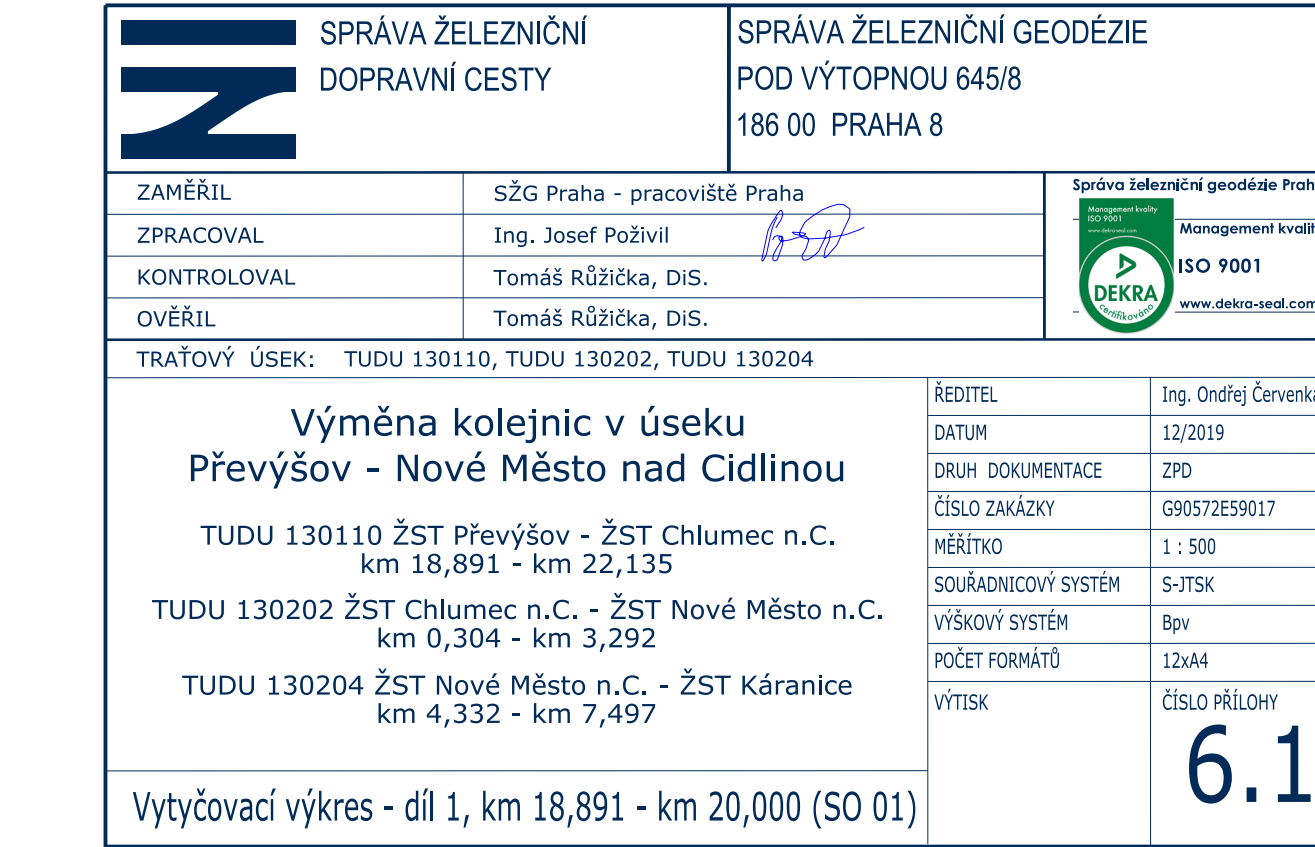 SPRÁVA ŽELEZNIČNÍ
DOPRAVNÍ CESTY
SPRÁVA ŽELEZNIČNÍ GEODÉZIE
POD VÝTOPNOU 645/8
186 00 PRAHA 8
ZAMĚŘIL SŽG Praha - pracoviště Praha
ZPRACOVAL Ing. Josef Poživil
KONTROLOVAL Tomáš Růžička, DiS.
OVĚŘIL Tomáš Růžička, DiS.
Správa železniční geodézie Prah
Management kvality
ISO 9001
www.dekra-seal.com
DEKRA
certifikováno
Management kvalit
ISO 9001
www.dekra-seal.com
TRAŤOVÝ ÚSEK: TUDU 130110, TUDU 130202, TUDU 130204
Výměna kolejnic v úseku
Převýšov - Nové Město nad Cidlinou
TUDU 130110 ŽST Převýšov - ŽST Chlumec n.C.
km 18,891 - km 22,135
TUDU 130202 ŽST Chlumec n.C. - ŽST Nové Město n.C.
km 0,304 - km 3,292
TUDU 130204 ŽST Nové Město n.C. - ŽST Káranice
km 4,332 - km 7,497
Vytyčovací výkres - díl 1, km 18,891 - km 20,000 (SO 01)
ŘEDITEL Ing. Ondřej Červenka
DATUM 12/2019
DRUH DOKUMENTACE ZPD
ČÍSLO ZAKÁZKY G90572E59017
MĚŘÍTKO 1 : 500
SOUŘADNICOVÝ SYSTÉM S-JTSK
VÝŠKOVÝ SYSTÉM Bpv
POČET FORMÁTŮ 12xA4
VÝTISK ČÍSLO PŘÍLOHY
6.1